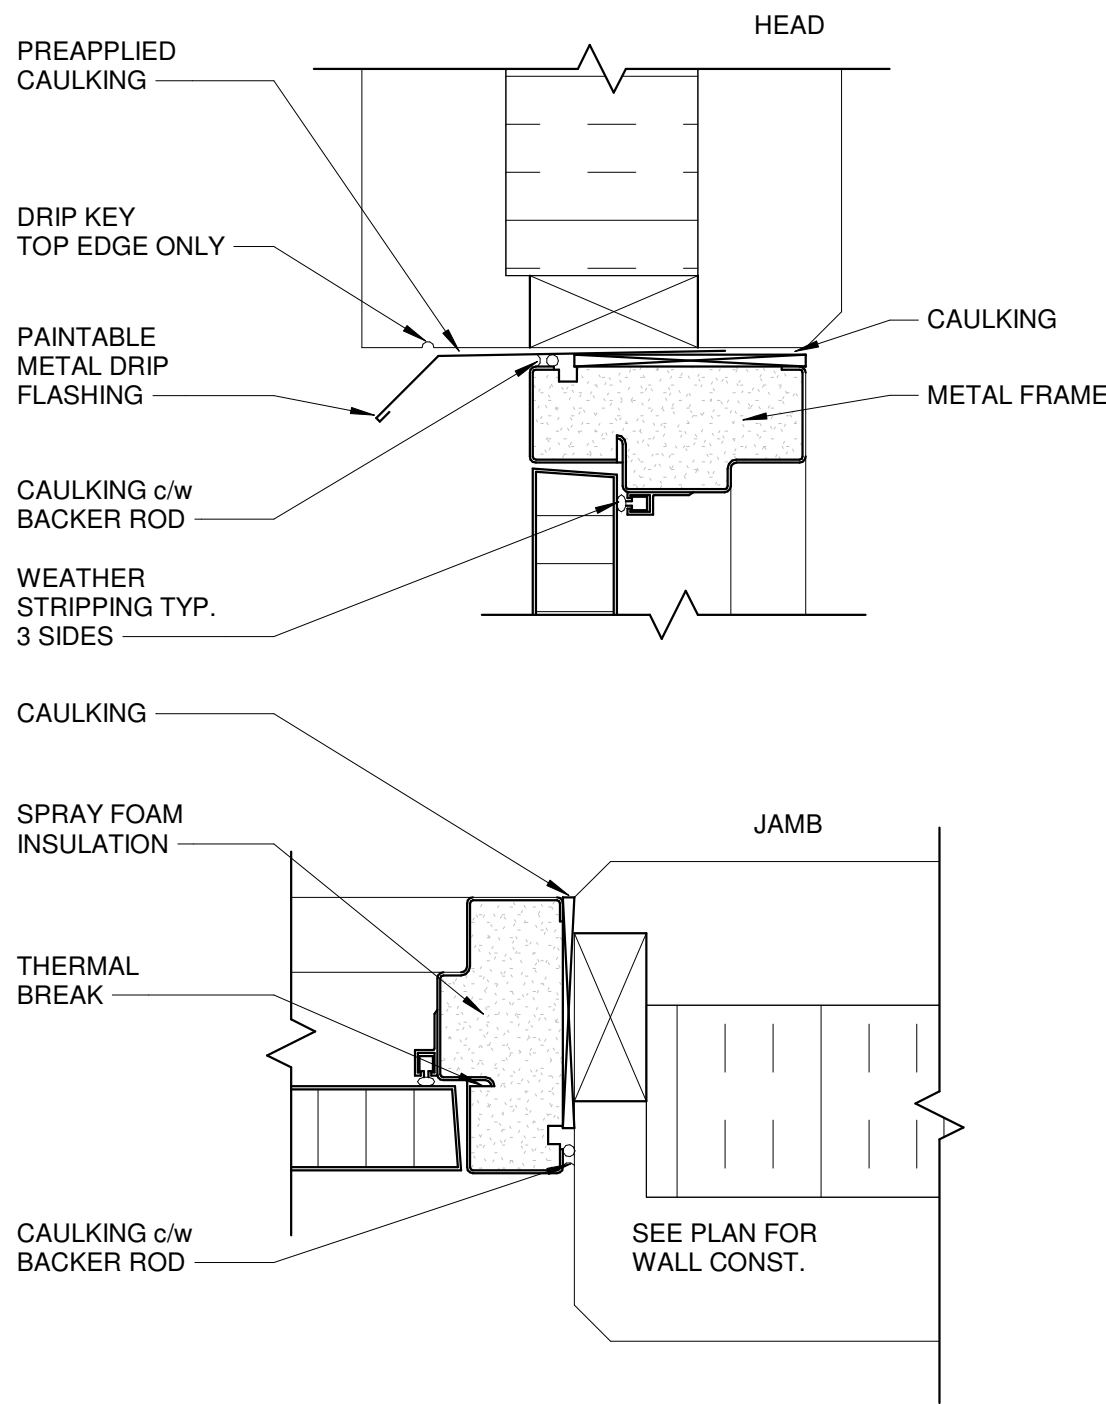 HEAD
PREAPPLIED
CAULKING
DRIP KEY
TOP EDGE ONLY
PAINTABLE
METAL DRIP
FLASHING
CAULKING
METAL FRAME
CAULKING c/w
BACKER ROD
WEATHER
STRIPPING TYP.
3 SIDES
CAULKING
SPRAY FOAM
INSULATION
JAMB
THERMAL
BREAK
CAULKING c/w
BACKER ROD
SEE PLAN FOR
WALL CONST.